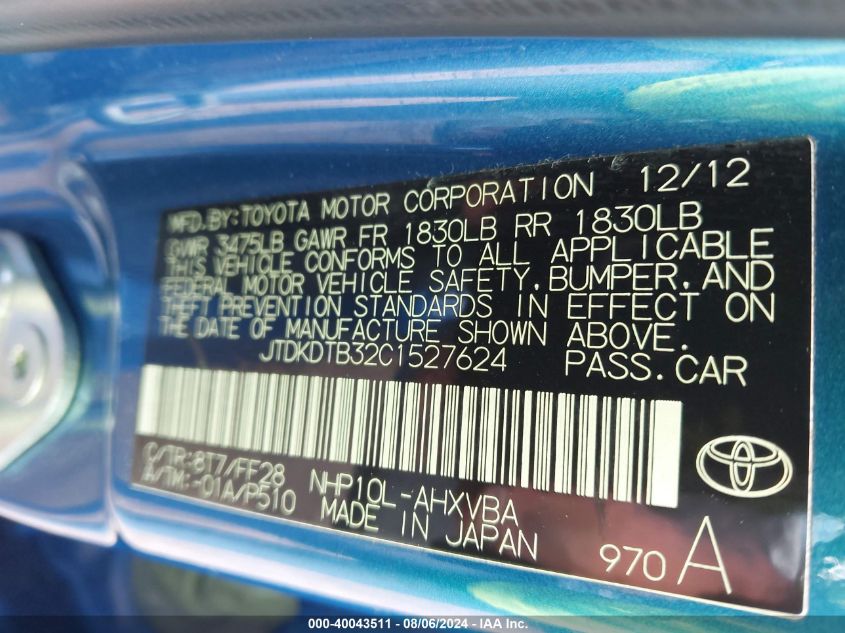 MFD.BY:TOYOTA MOTOR CORPORATION 12/12
GVWR 3475LB GAWR FR 1830LB RR 1830LB
THIS VEHICLE CONFORMS TO ALL APPLICABLE
FEDERAL MOTOR VEHICLE SAFETY,BUMPER,AND
THEFT PREVENTION STANDARDS IN EFFECT ON
THE DATE OF MANUFACTURE SHOWN ABOVE.
JTDKDTB32C1527624 PASS.CAR
C/TR:8T7/FF28
A/TM:-01A/P510
NHP10L-AHXVBA
MADE IN JAPAN
970 A
000-40043511 - 08/06/2024 - IAA Inc.